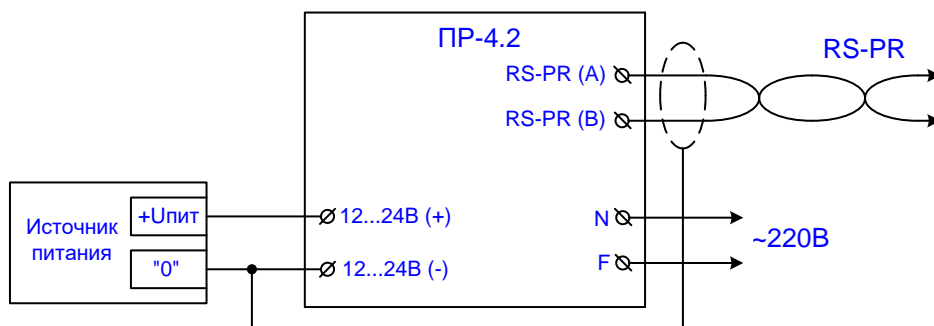 ПР-4.2
RS-PR
RS-PR (A)
RS-PR (B)
Источник
питания
+Uпит
"0"
12...24В (+)
12...24В (-)
N
F
~220В